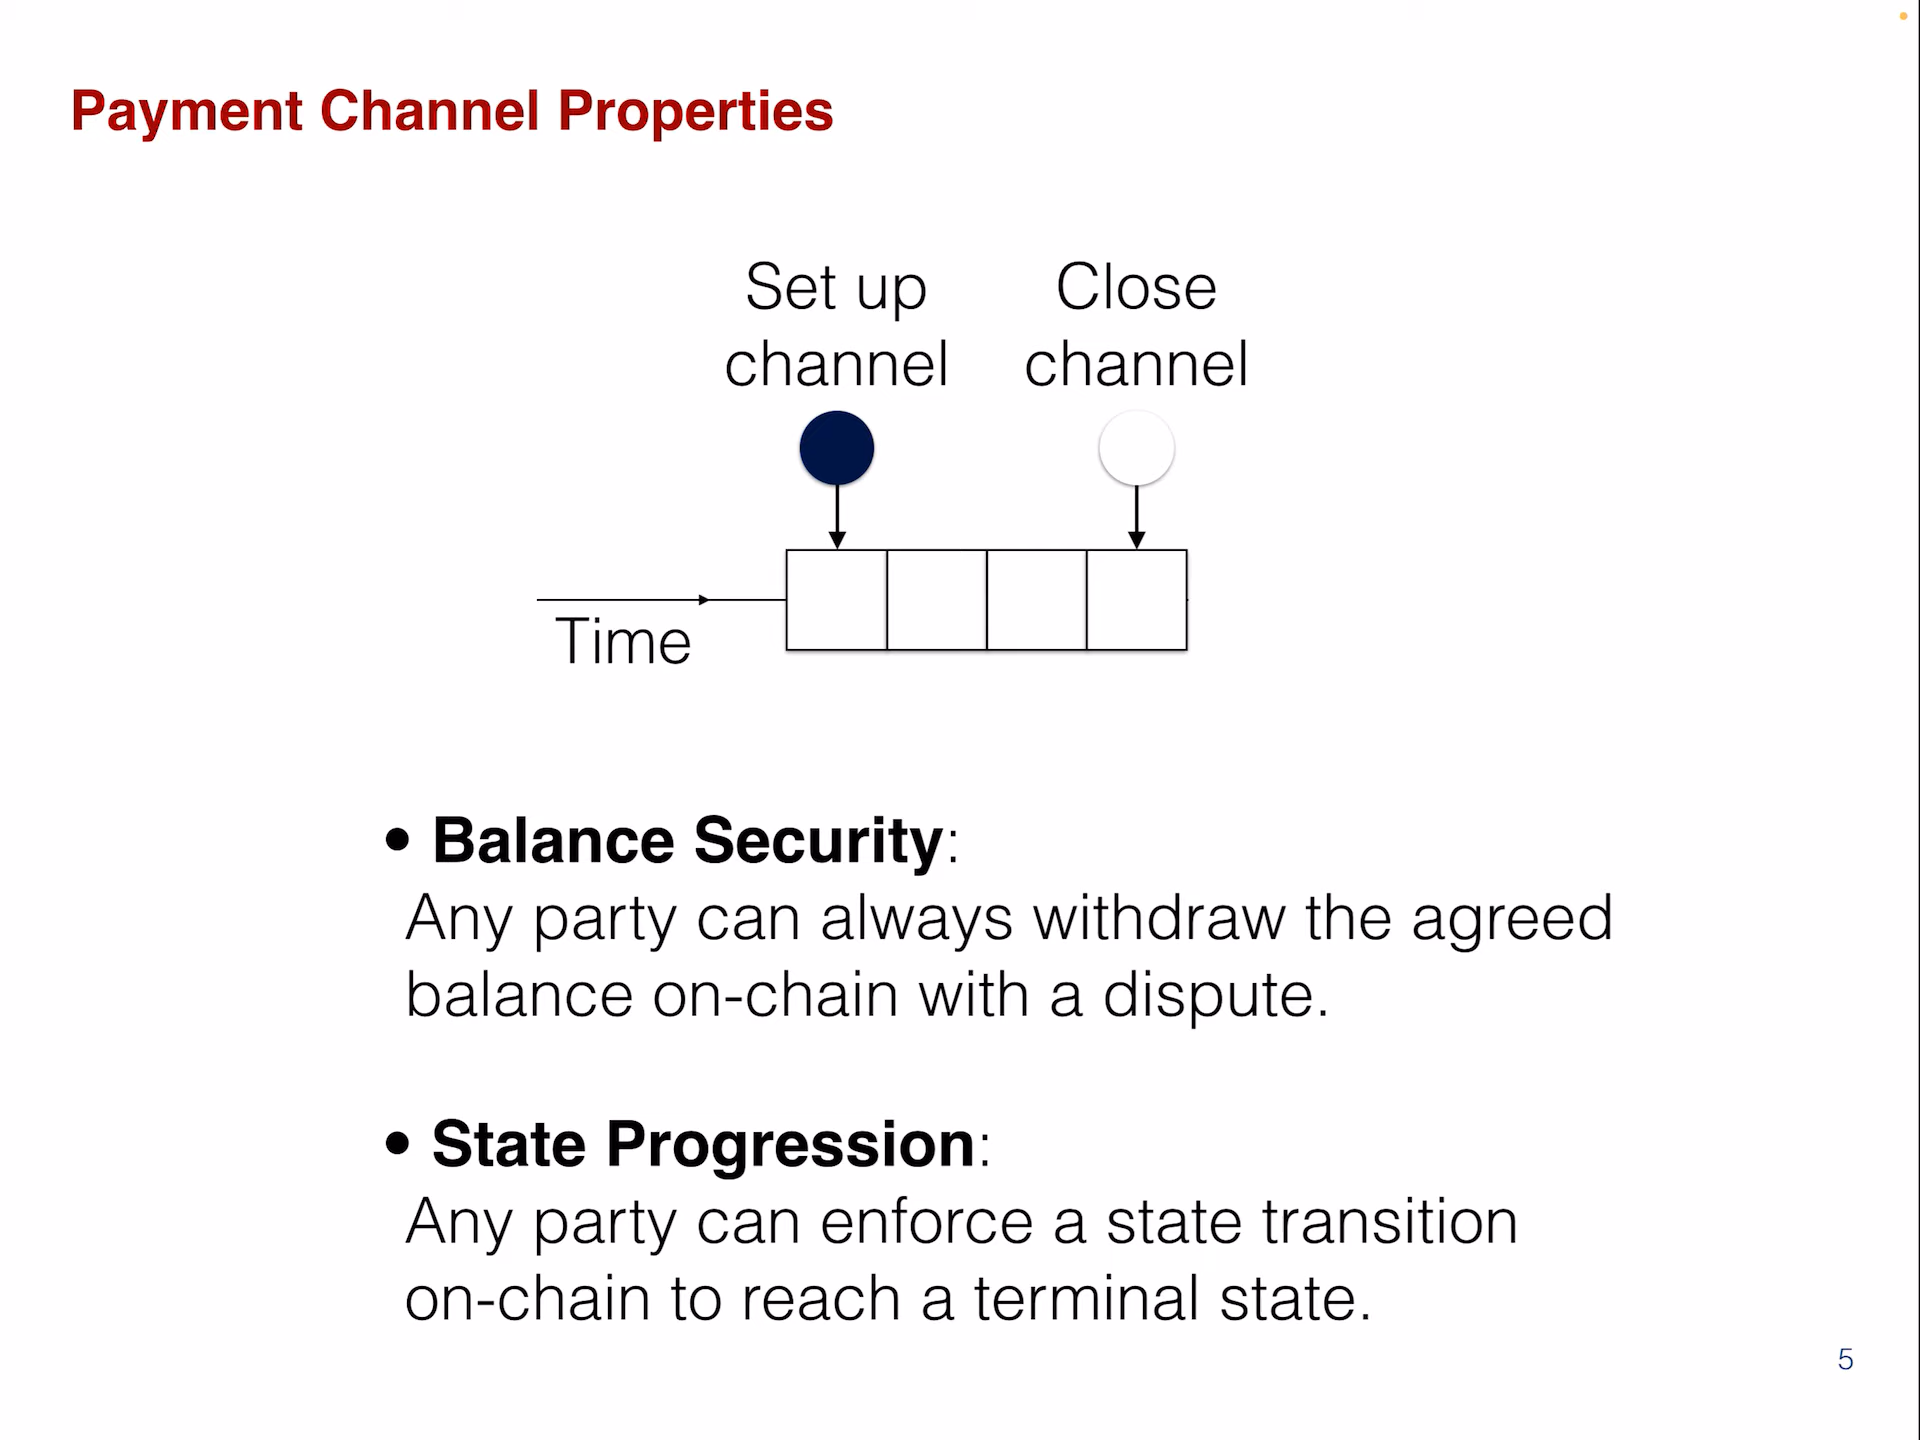 Payment Channel Properties
Set up
channel
Close
channel
Time
• Balance Security:
Any party can always withdraw the agreed
balance on-chain with a dispute.
• State Progression:
Any party can enforce a state transition
on-chain to reach a terminal state.
5